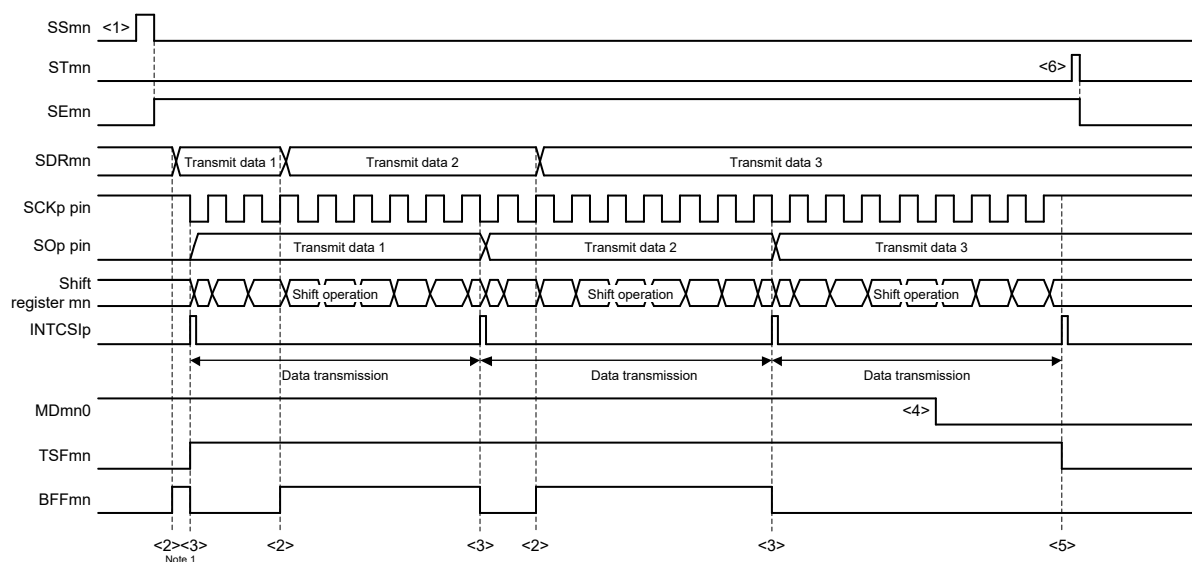 SSmn <1>
STmn <6>
SEmn
SDRmn Transmit data 1 Transmit data 2 Transmit data 3
SCKp pin
SOp pin Transmit data 1 Transmit data 2 Transmit data 3
Shift
register mn Shift operation Shift operation Shift operation
INTCSIp
Data transmission Data transmission Data transmission
MDmn0 <4>
TSFmn
BFFmn
<2><3> <2> <3> <2> <3> <5>
Note 1